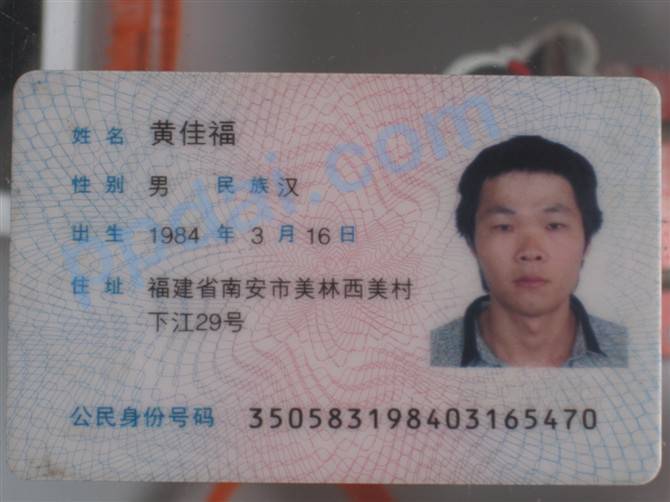 ppdai.com
姓名 黄佳福
性别 男 民族 汉
出生 1984 年 3 月 16 日
住址 福建省南安市美林西美村
下江29号
公民身份号码 350583198403165470